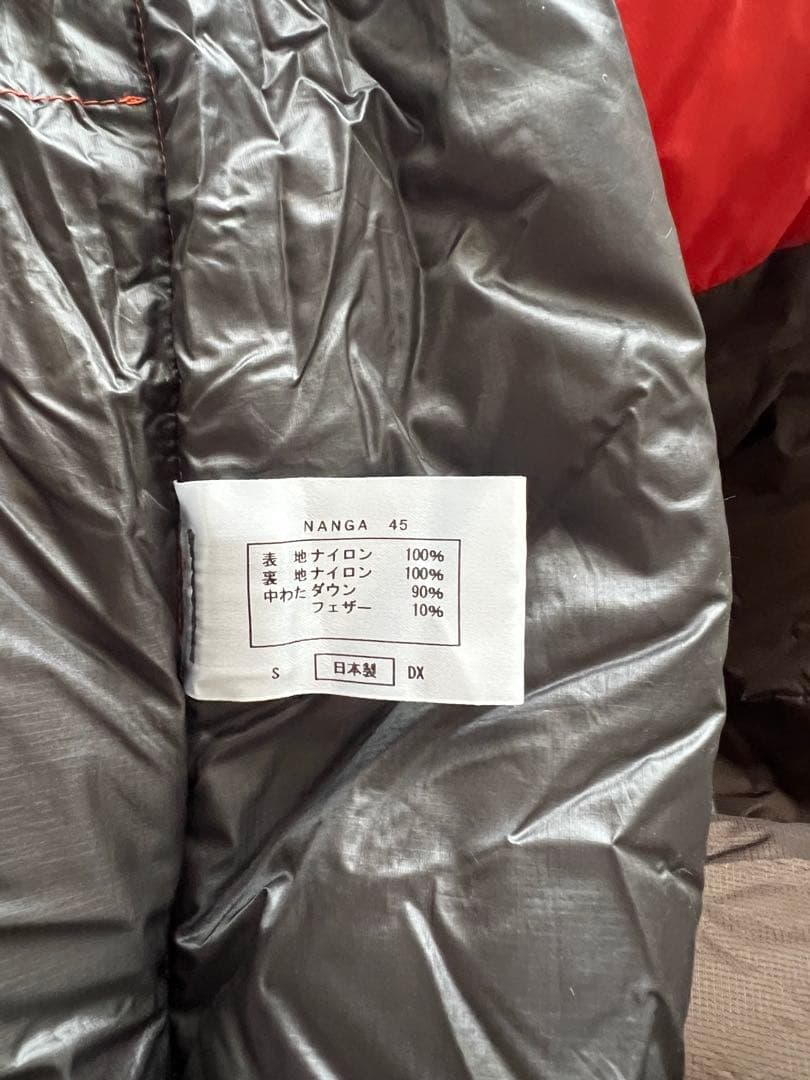 NANGA 45
表 地ナイロン 100%
裏 地ナイロン 100%
中わたダウン 90%
フェザー 10%
S 日本製 DX